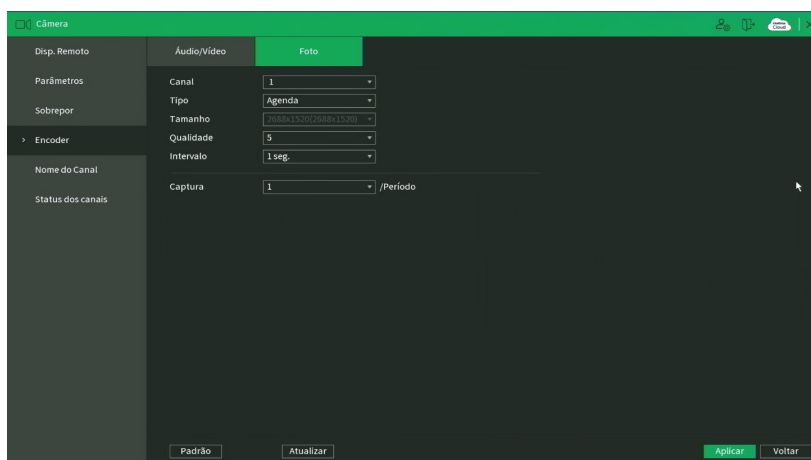 Câmera
Cloud
Disp. Remoto
Parâmetros
Sobrepor
> Encoder
Nome do Canal
Status dos canais
Áudio/Vídeo
Foto
Canal 1
Tipo Agenda
Tamanho 2688x1520(2688x1520)
Qualidade 5
Intervalo 1 seg.
Captura 1 /Período
Padrão
Atualizar
Aplicar
Voltar